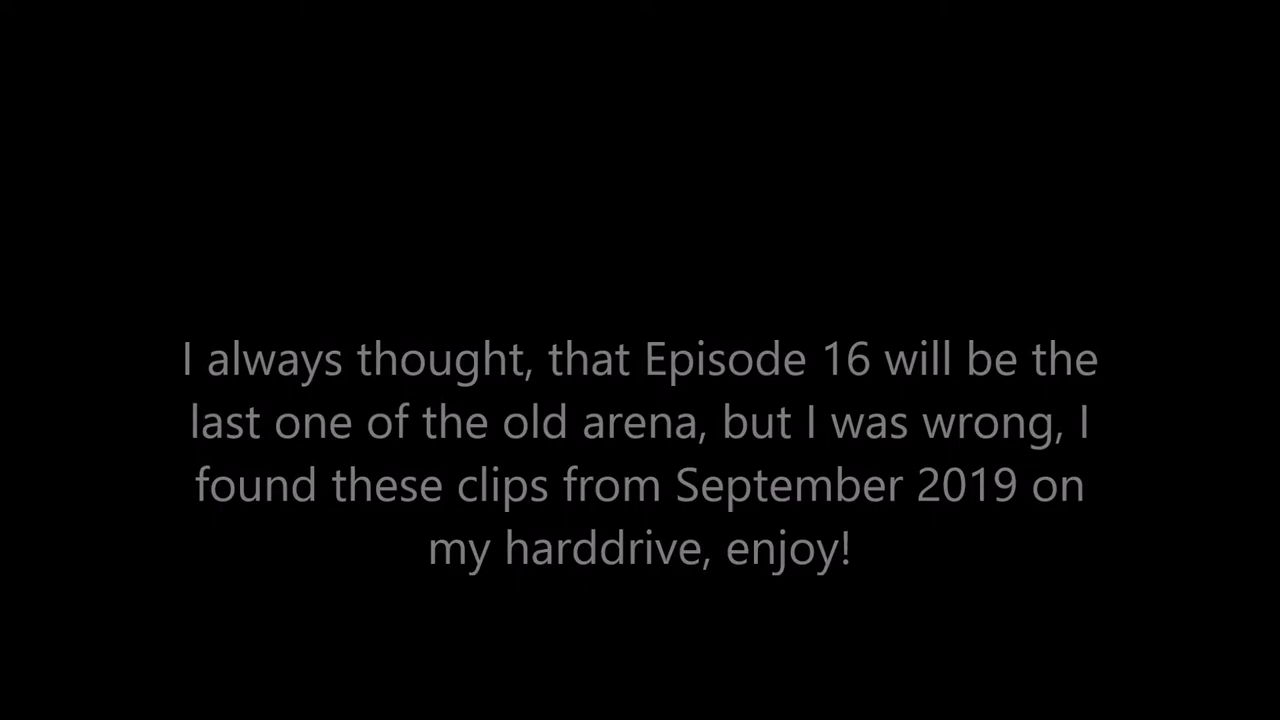 I always thought, that Episode 16 will be the
last one of the old arena, but I was wrong, I
found these clips from September 2019 on
my harddrive, enjoy!